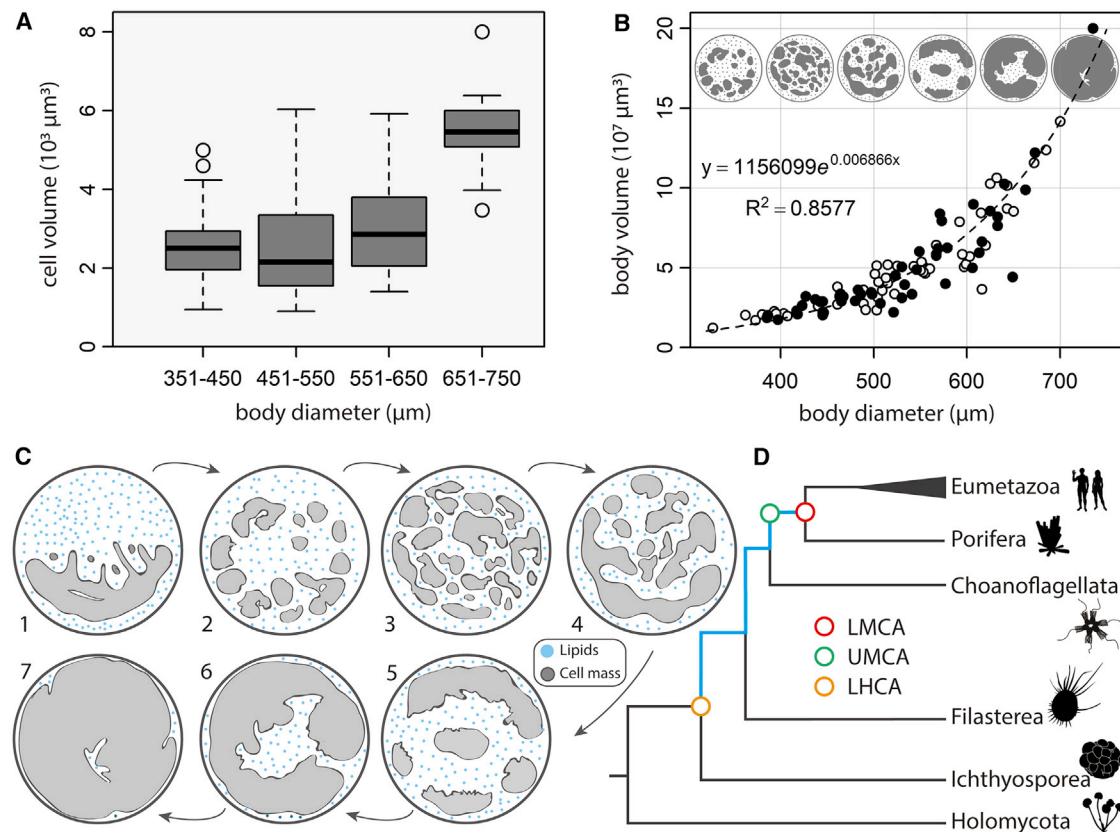 A
8
6
4
2
0
cell volume (10³ μm³)
351-450 451-550 551-650 651-750
body diameter (μm)
B
20
15
10
5
0
body volume (10⁷ μm³)
y = 1156099e^0.006866x
R² = 0.8577
400 500 600 700
body diameter (μm)
C
1 2 3 4
Lipids
Cell mass
7 6 5
D
Eumetazoa
Porifera
Choanoflagellata
LMCA
UMCA
LHCA
Filasterea
Ichthyosporea
Holomycota